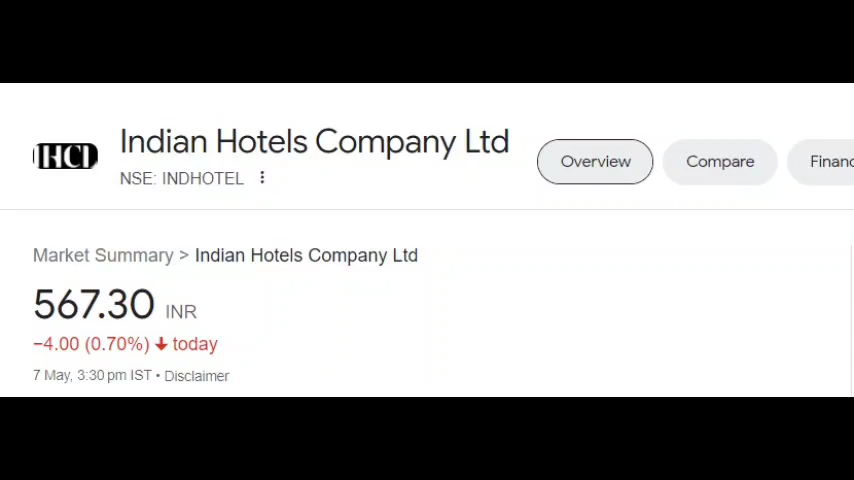 IHCL
Indian Hotels Company Ltd
NSE: INDHOTEL
Overview
Compare
Financ
Market Summary > Indian Hotels Company Ltd
567.30 INR
−4.00 (0.70%) ↓ today
7 May, 3:30 pm IST • Disclaimer